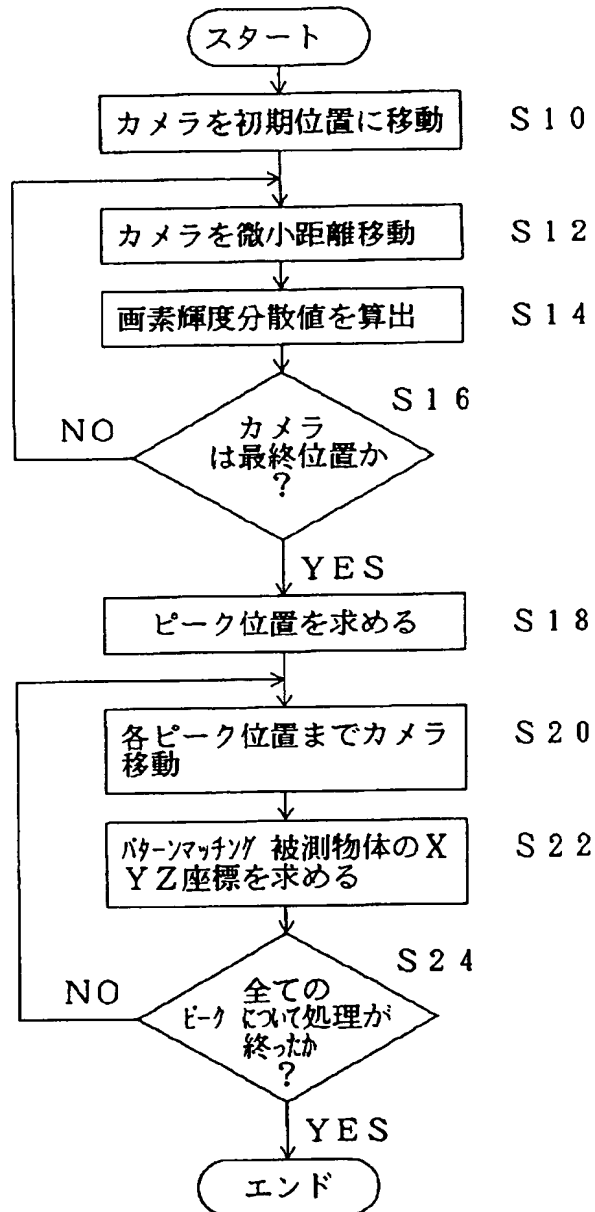 スタート
カメラを初期位置に移動
S10
カメラを微小距離移動
S12
画素輝度分散値を算出
S14
S16
カメラ
は最終位置か
?
NO
YES
ピーク位置を求める
S18
各ピーク位置までカメラ
移動
S20
パターンマッチング 被測物体のX
YZ座標を求める
S22
S24
全ての
ピークについて処理が
終ったか
?
NO
YES
エンド